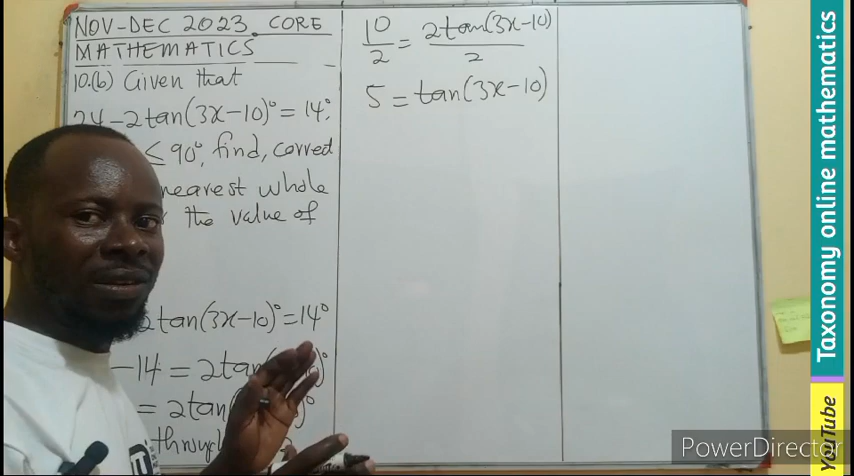 NOV-DEC 2023. CORE
MATHEMATICS
10.(b) Given that
24-2tan(3x-10)° = 14°,
≤ 90°, find, correct
nearest whole
the value of
2tan(3x-10)°=14°
-14 = 2tan
= 2tan
through
10/2 = 2tan(3x-10)/2
5 = tan(3x-10)
Taxonomy online mathematics
YouTube
PowerDirector